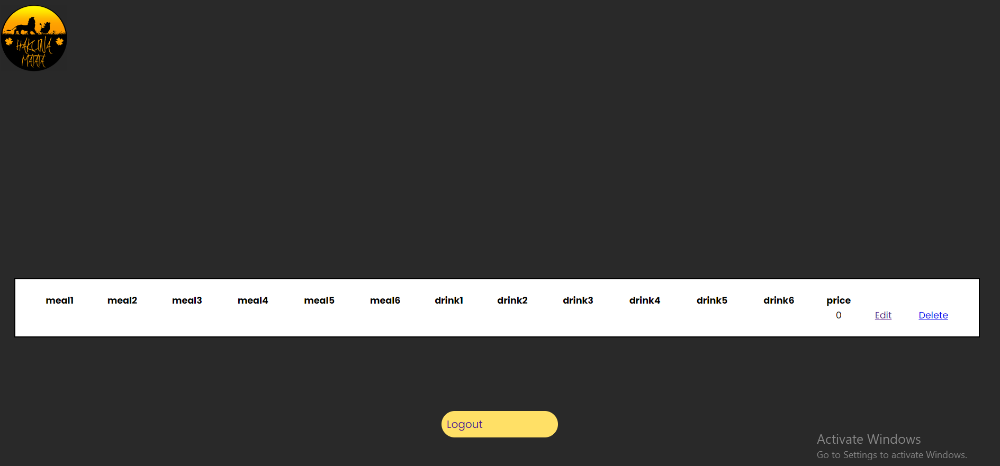 HAKUNA
MATATA
meal1 meal2 meal3 meal4 meal5 meal6 drink1 drink2 drink3 drink4 drink5 drink6 price
0 Edit Delete
Logout
Activate Windows
Go to Settings to activate Windows.